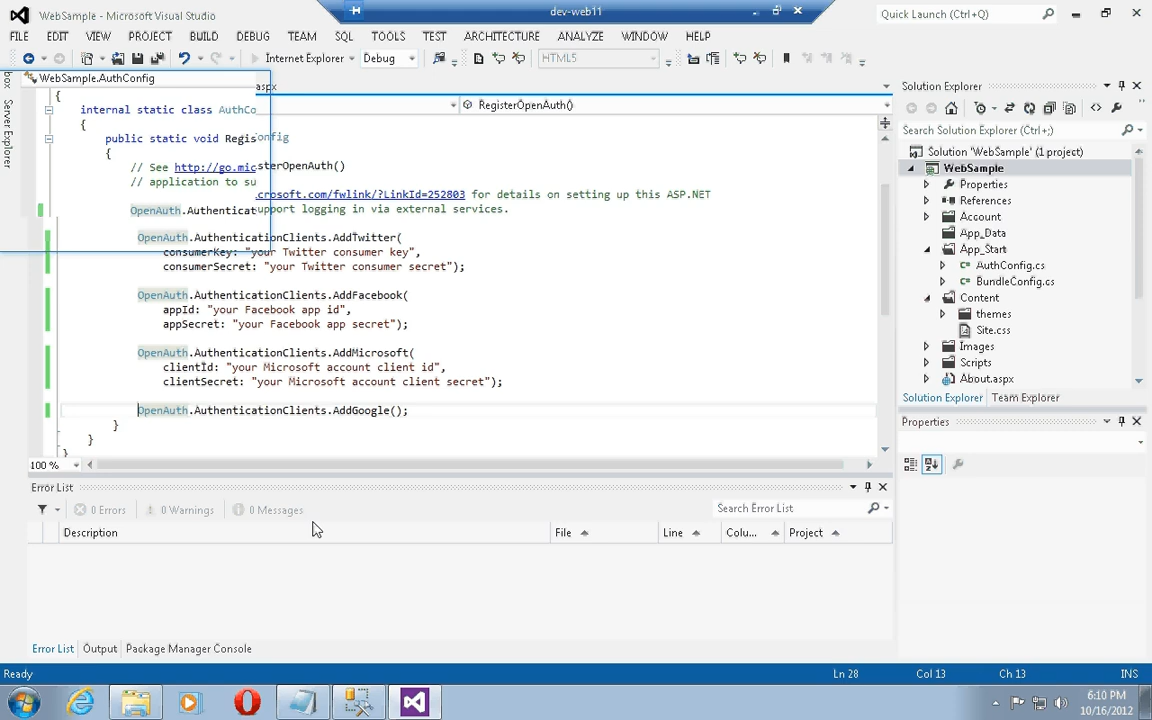 WebSample - Microsoft Visual Studio
dev-web11
Quick Launch (Ctrl+Q)
FILE EDIT VIEW PROJECT BUILD DEBUG TEAM SQL TOOLS TEST ARCHITECTURE ANALYZE WINDOW HELP
Internet Explorer Debug HTML5
WebSample.AuthConfig
aspx
box
Server Explorer
RegisterOpenAuth()
{
internal static class AuthCo
{
onfig
public static void Regis
{
sterOpenAuth()
// See http://go.mic
// application to su
crosoft.com/fwlink/?LinkId=252803 for details on setting up this ASP.NET
upport logging in via external services.
OpenAuth.Authenticat
OpenAuth.AuthenticationClients.AddTwitter(
consumerKey: "your Twitter consumer key",
consumerSecret: "your Twitter consumer secret");
OpenAuth.AuthenticationClients.AddFacebook(
appId: "your Facebook app id",
appSecret: "your Facebook app secret");
OpenAuth.AuthenticationClients.AddMicrosoft(
clientId: "your Microsoft account client id",
clientSecret: "your Microsoft account client secret");
OpenAuth.AuthenticationClients.AddGoogle();
}
}
}
100 %
Error List
0 Errors 0 Warnings 0 Messages
Search Error List
Description File Line Colu... Project
Error List Output Package Manager Console
Solution Explorer
Search Solution Explorer (Ctrl+;)
Solution 'WebSample' (1 project)
WebSample
Properties
References
Account
App_Data
App_Start
C# AuthConfig.cs
C# BundleConfig.cs
Content
themes
Site.css
Images
Scripts
About.aspx
Solution Explorer Team Explorer
Properties
Ready Ln 28 Col 13 Ch 13 INS
6:10 PM
10/16/2012